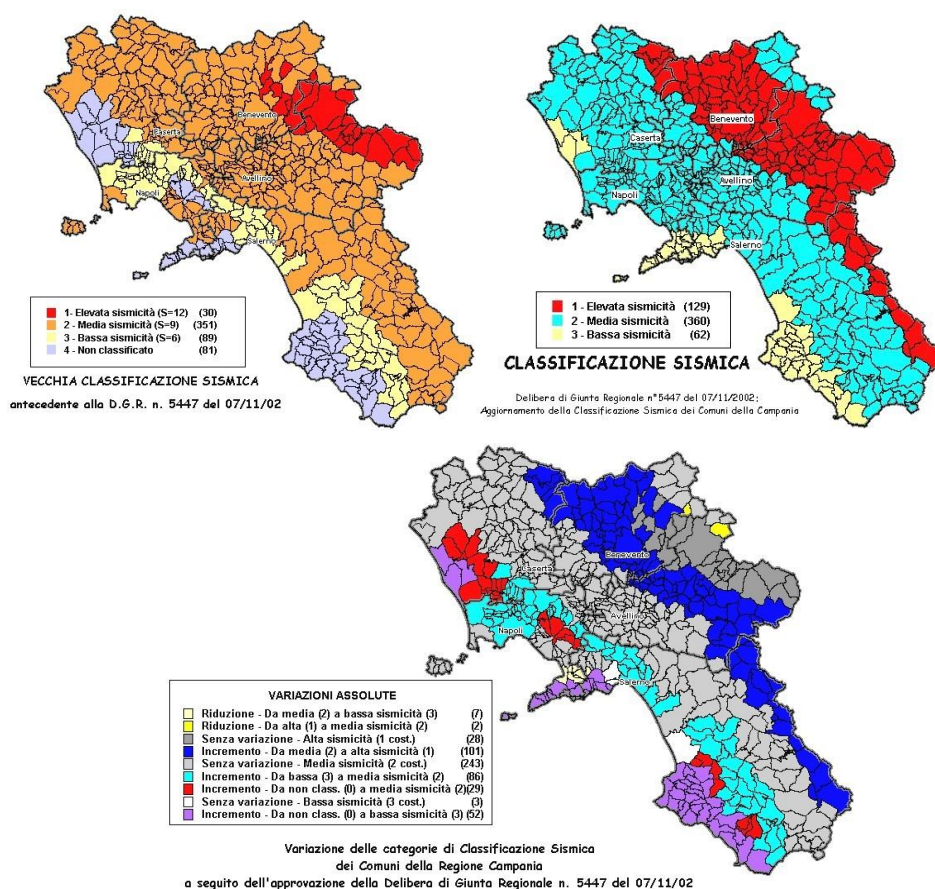 Benevento
Caserta
Avellino
Napoli
Salerno
1 - Elevata sismicità (S=12) (30)
2 - Media sismicità (S=9) (351)
3 - Bassa sismicità (S=6) (89)
4 - Non classificato (81)
VECCHIA CLASSIFICAZIONE SISMICA
antecedente alla D.G.R. n. 5447 del 07/11/02
Benevento
Caserta
Avellino
Napoli
Salerno
1 - Elevata sismicità (129)
2 - Media sismicità (360)
3 - Bassa sismicità (62)
CLASSIFICAZIONE SISMICA
Delibera di Giunta Regionale n°5447 del 07/11/2002;
Aggiornamento della Classificazione Sismica dei Comuni della Campania
Benevento
Caserta
Avellino
Napoli
Salerno
VARIAZIONI ASSOLUTE
Riduzione - Da media (2) a bassa sismicità (3) (7)
Riduzione - Da alta (1) a media sismicità (2) (2)
Senza variazione - Alta sismicità (1 cost.) (28)
Incremento - Da media (2) a alta sismicità (1) (101)
Senza variazione - Media sismicità (2 cost.) (243)
Incremento - Da bassa (3) a media sismicità (2) (86)
Incremento - Da non class. (0) a media sismicità (2)(29)
Senza variazione - Bassa sismicità (3 cost.) (3)
Incremento - Da non class. (0) a bassa sismicità (3) (52)
Variazione delle categorie di Classificazione Sismica
dei Comuni della Regione Campania
a seguito dell'approvazione della Delibera di Giunta Regionale n. 5447 del 07/11/02